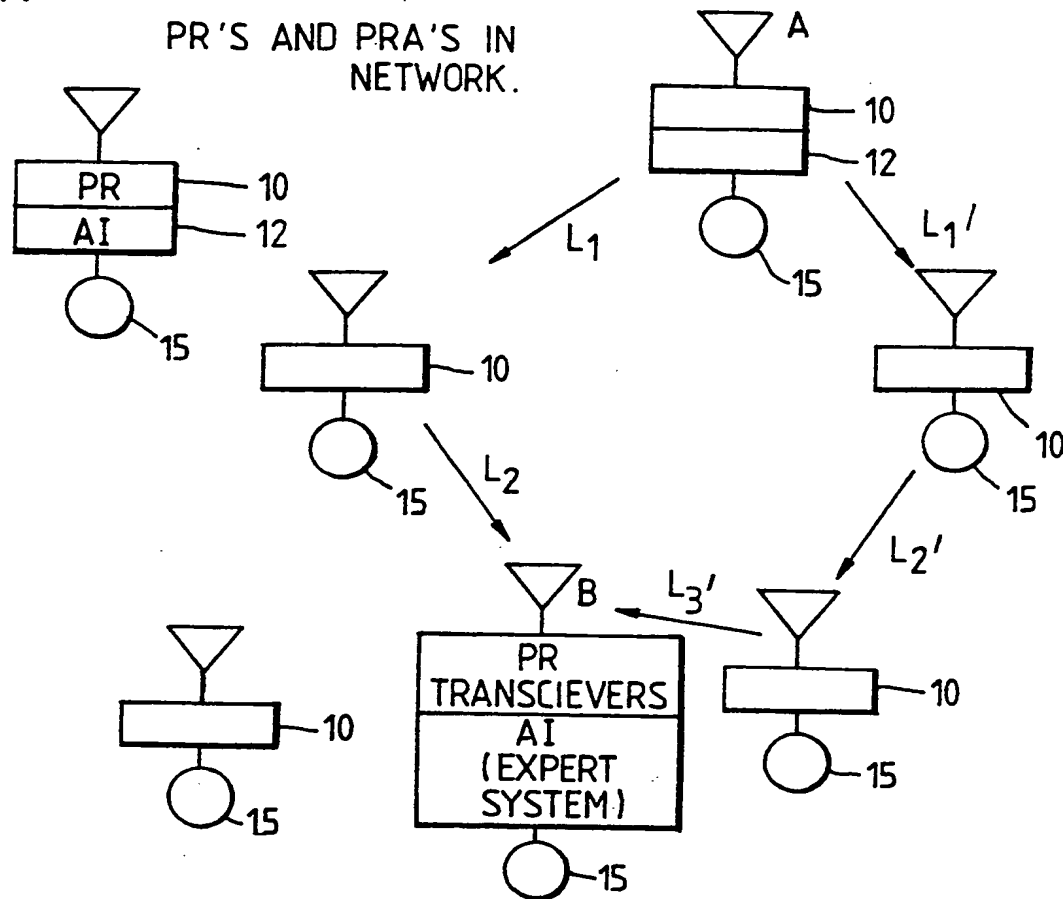 PR'S AND PRA'S IN
NETWORK.
A
10
12
15
PR
10
AI
12
15
L1
L1'
10
15
10
15
L2
L2'
B
L3'
PR
TRANSCIEVERS
AI
(EXPERT
SYSTEM)
15
10
15
10
15